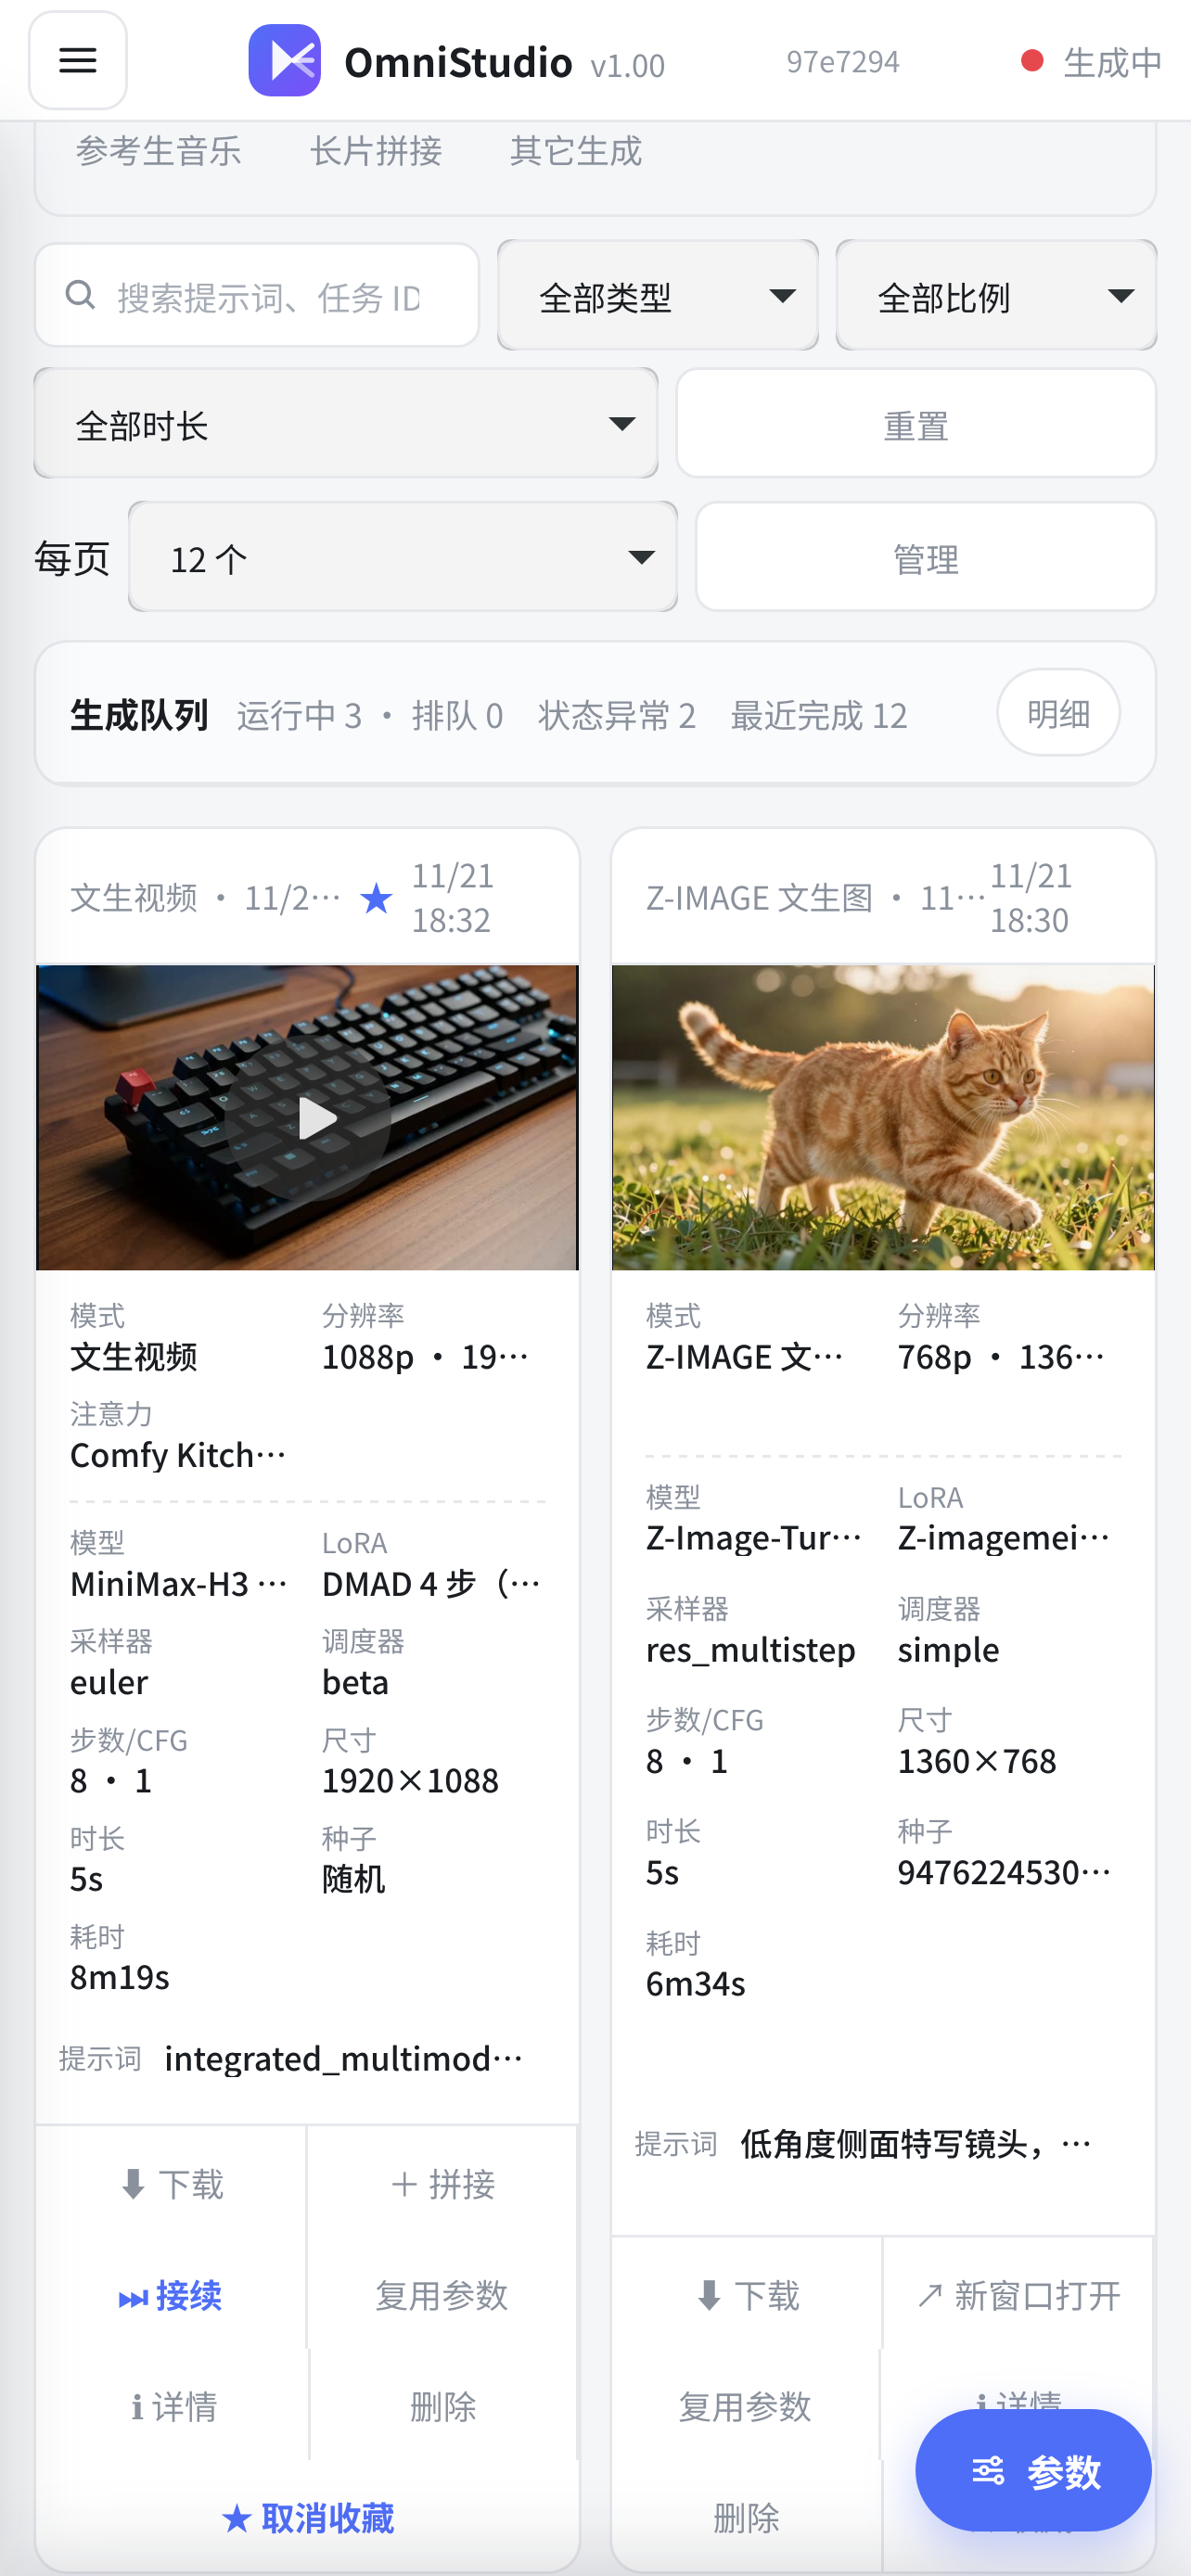 OmniStudio v1.00 97e7294 生成中
参考生音乐 长片拼接 其它生成
搜索提示词、任务 ID 全部类型 全部比例
全部时长 重置
每页 12 个 管理
生成队列 运行中 3 · 排队 0 状态异常 2 最近完成 12 明细
文生视频 · 11/2… ★ 11/21
18:32
模式 分辨率
文生视频 1088p · 19…
注意力
Comfy Kitch…
模型 LoRA
MiniMax-H3 … DMAD 4 步（…
采样器 调度器
euler beta
步数/CFG 尺寸
8 · 1 1920×1088
时长 种子
5s 随机
耗时
8m19s
提示词 integrated_multimod…
下载 ＋ 拼接
接续 复用参数
详情 删除
★ 取消收藏
Z-IMAGE 文生图 · 11… 11/21
18:30
模式 分辨率
Z-IMAGE 文… 768p · 136…
模型 LoRA
Z-Image-Tur… Z-imagemei…
采样器 调度器
res_multistep simple
步数/CFG 尺寸
8 · 1 1360×768
时长 种子
5s 9476224530…
耗时
6m34s
提示词 低角度侧面特写镜头，…
下载 ↗ 新窗口打开
复用参数 详情
删除
参数